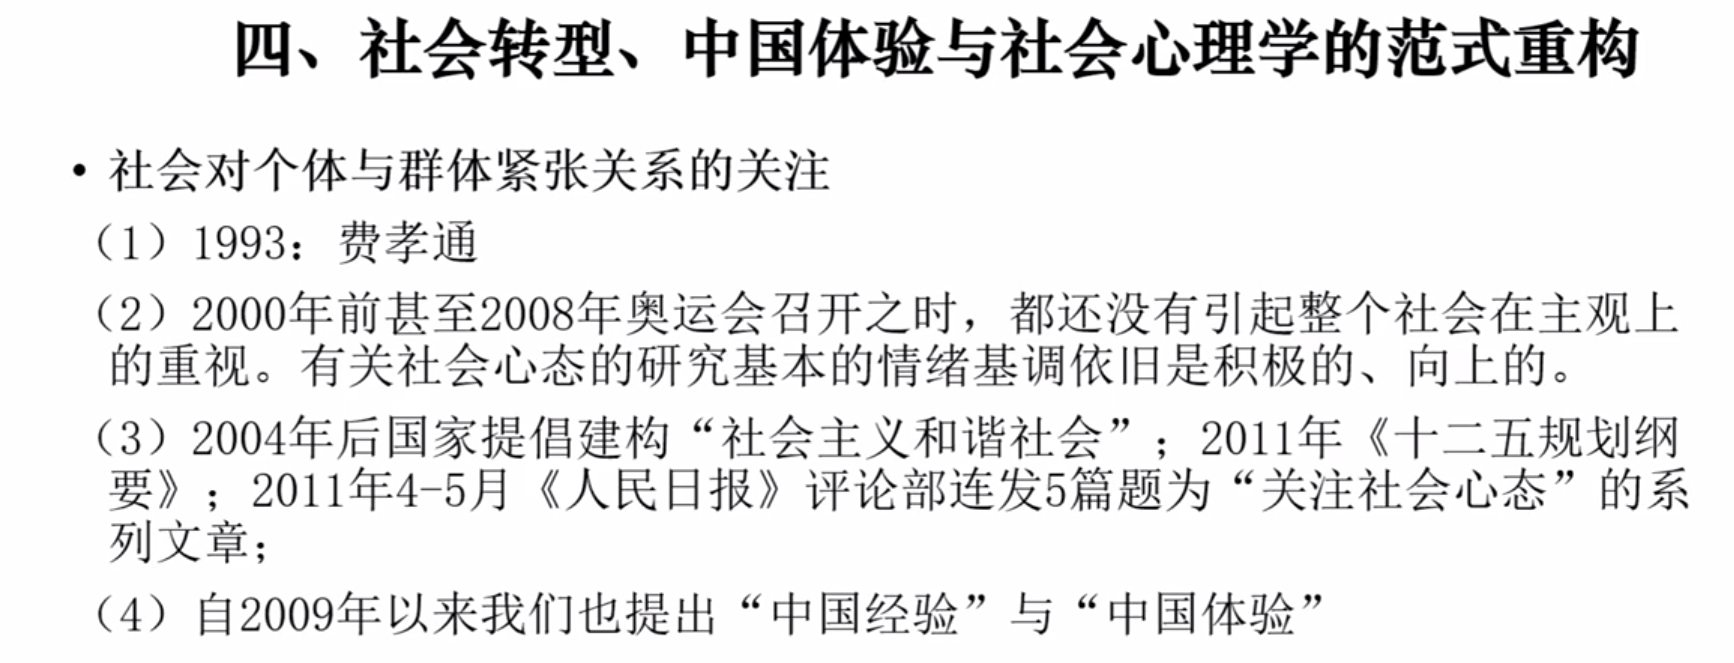 四、社会转型、中国体验与社会心理学的范式重构
• 社会对个体与群体紧张关系的关注
（1）1993：费孝通
（2）2000年前甚至2008年奥运会召开之时，都还没有引起整个社会在主观上
的重视。有关社会心态的研究基本的情绪基调依旧是积极的、向上的。
（3）2004年后国家提倡建构“社会主义和谐社会”；2011年《十二五规划纲
要》；2011年4-5月《人民日报》评论部连发5篇题为“关注社会心态”的系
列文章；
（4）自2009年以来我们也提出“中国经验”与“中国体验”